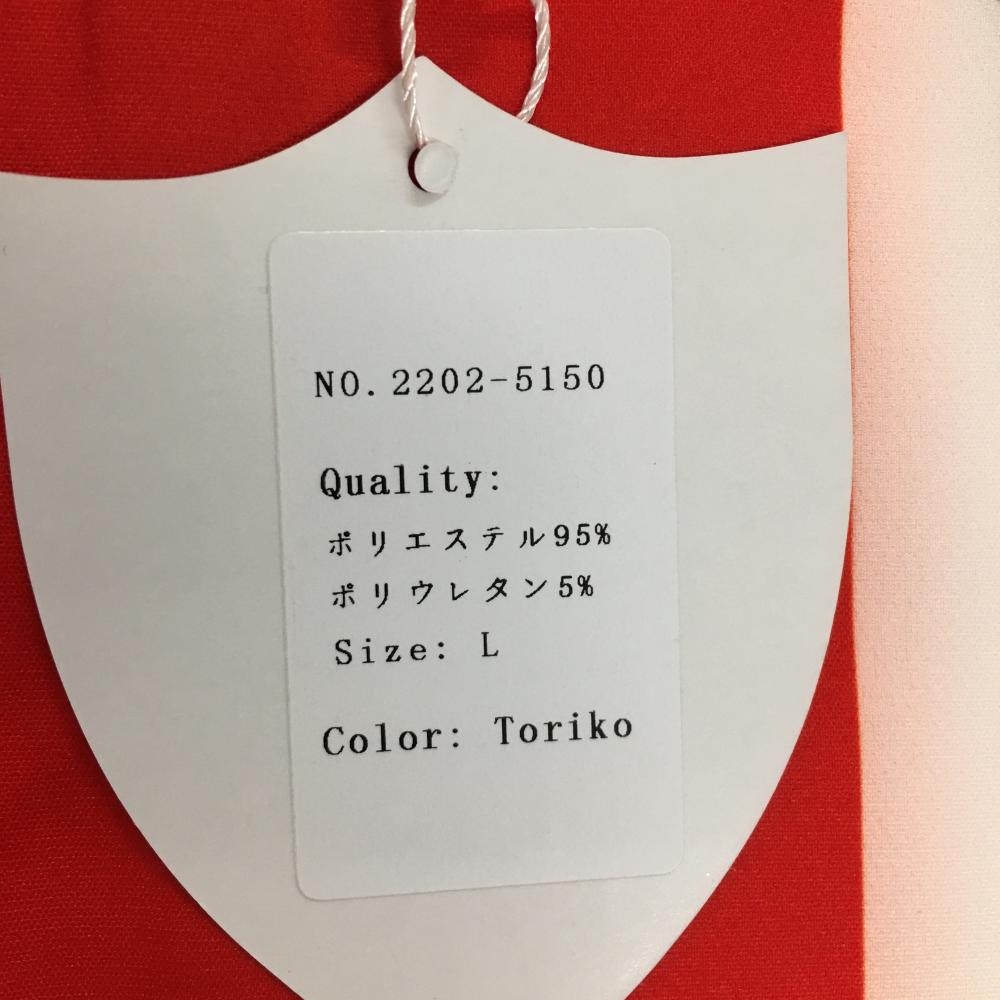 NO.2202-5150
Quality:
ポリエステル95%
ポリウレタン5%
Size: L
Color: Toriko